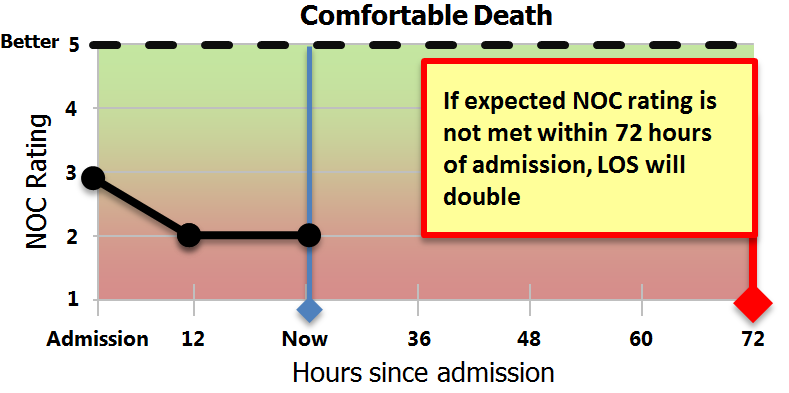 Comfortable Death
Better 5
4
3
2
1
NOC Rating
If expected NOC rating is
not met within 72 hours
of admission, LOS will
double
Admission 12 Now 36 48 60 72
Hours since admission